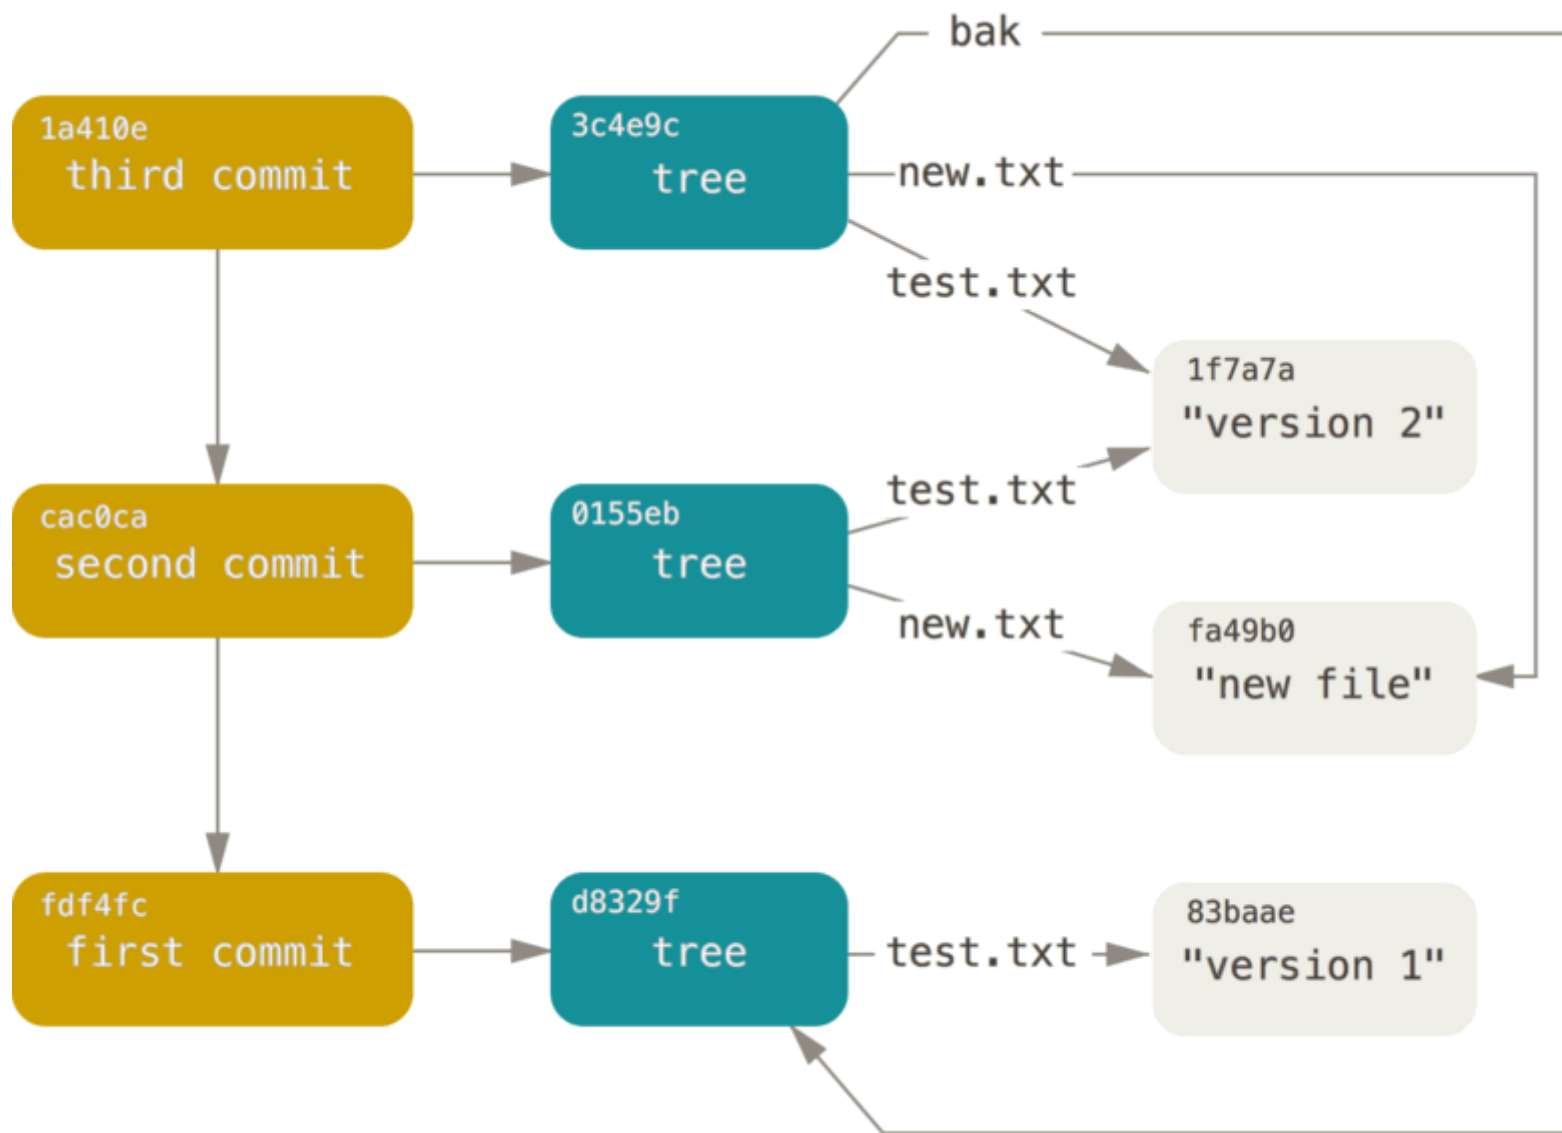 bak
1a410e
third commit
3c4e9c
tree
new.txt
test.txt
1f7a7a
"version 2"
cac0ca
second commit
0155eb
tree
test.txt
new.txt
fa49b0
"new file"
fdf4fc
first commit
d8329f
tree
test.txt
83baae
"version 1"